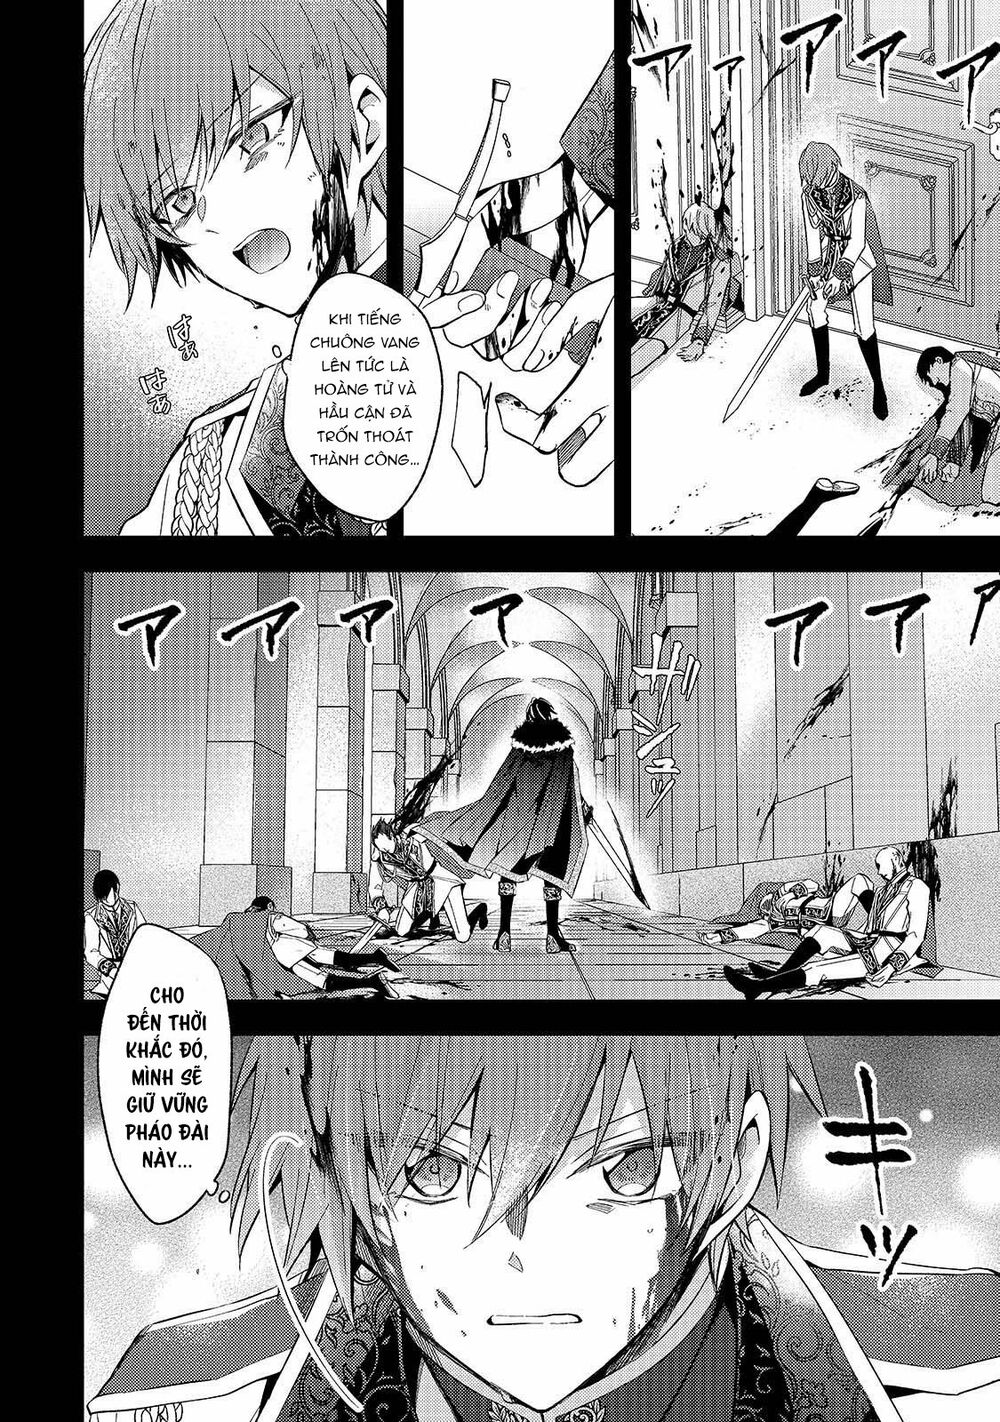 ア ァ ア ア ア
はぁ
はぁ
KHI TIẾNG
CHUÔNG VANG
LÊN TỨC LÀ
HOÀNG TỬ VÀ
HẦU CẬN ĐÃ
TRỐN THOÁT
THÀNH CÔNG...
ア ア ア ァ
ア ア ア
ザシュッ
CHO
ĐẾN THỜI
KHẮC ĐÓ,
MÌNH SẼ
GIỮ VỮNG
PHÁO ĐÀI
NÀY...
キッ